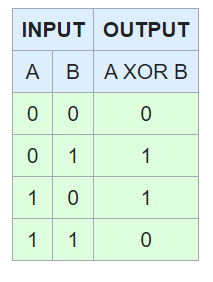 INPUT OUTPUT
A B A XOR B
0 0 0
0 1 1
1 0 1
1 1 0